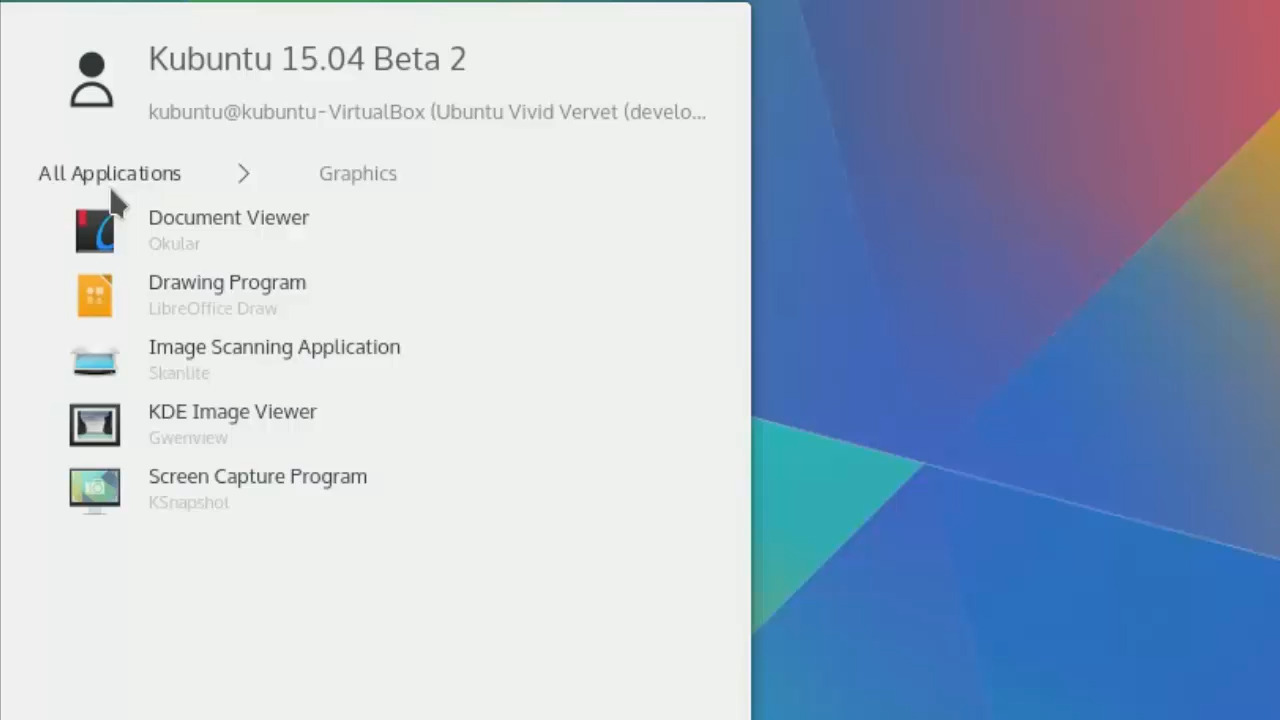 Kubuntu 15.04 Beta 2
kubuntu@kubuntu-VirtualBox (Ubuntu Vivid Vervet (develo...
All Applications > Graphics
Document Viewer
Okular
Drawing Program
LibreOffice Draw
Image Scanning Application
Skanlite
KDE Image Viewer
Gwenview
Screen Capture Program
KSnapshot